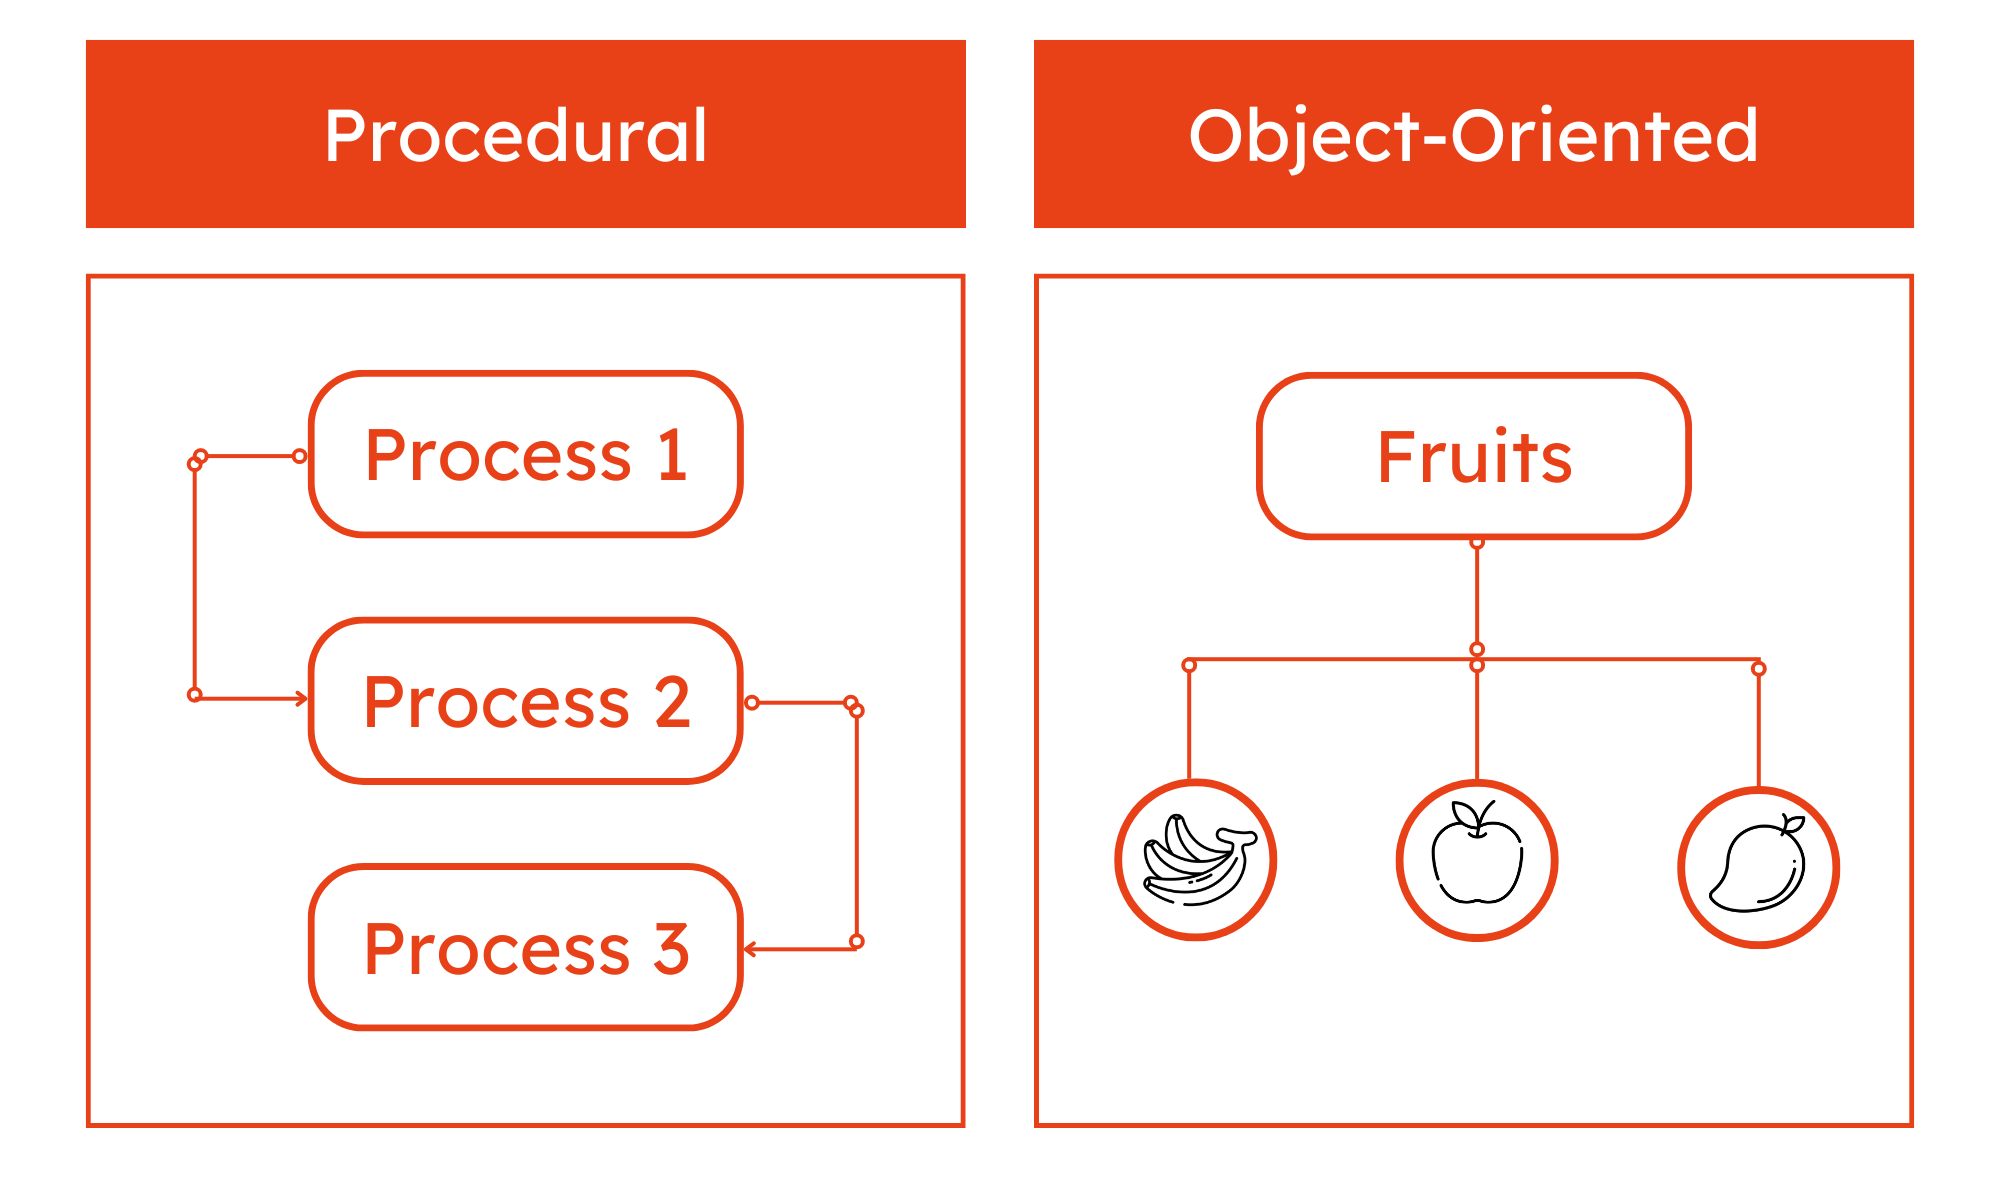 Procedural
Process 1
Process 2
Process 3
Object-Oriented
Fruits